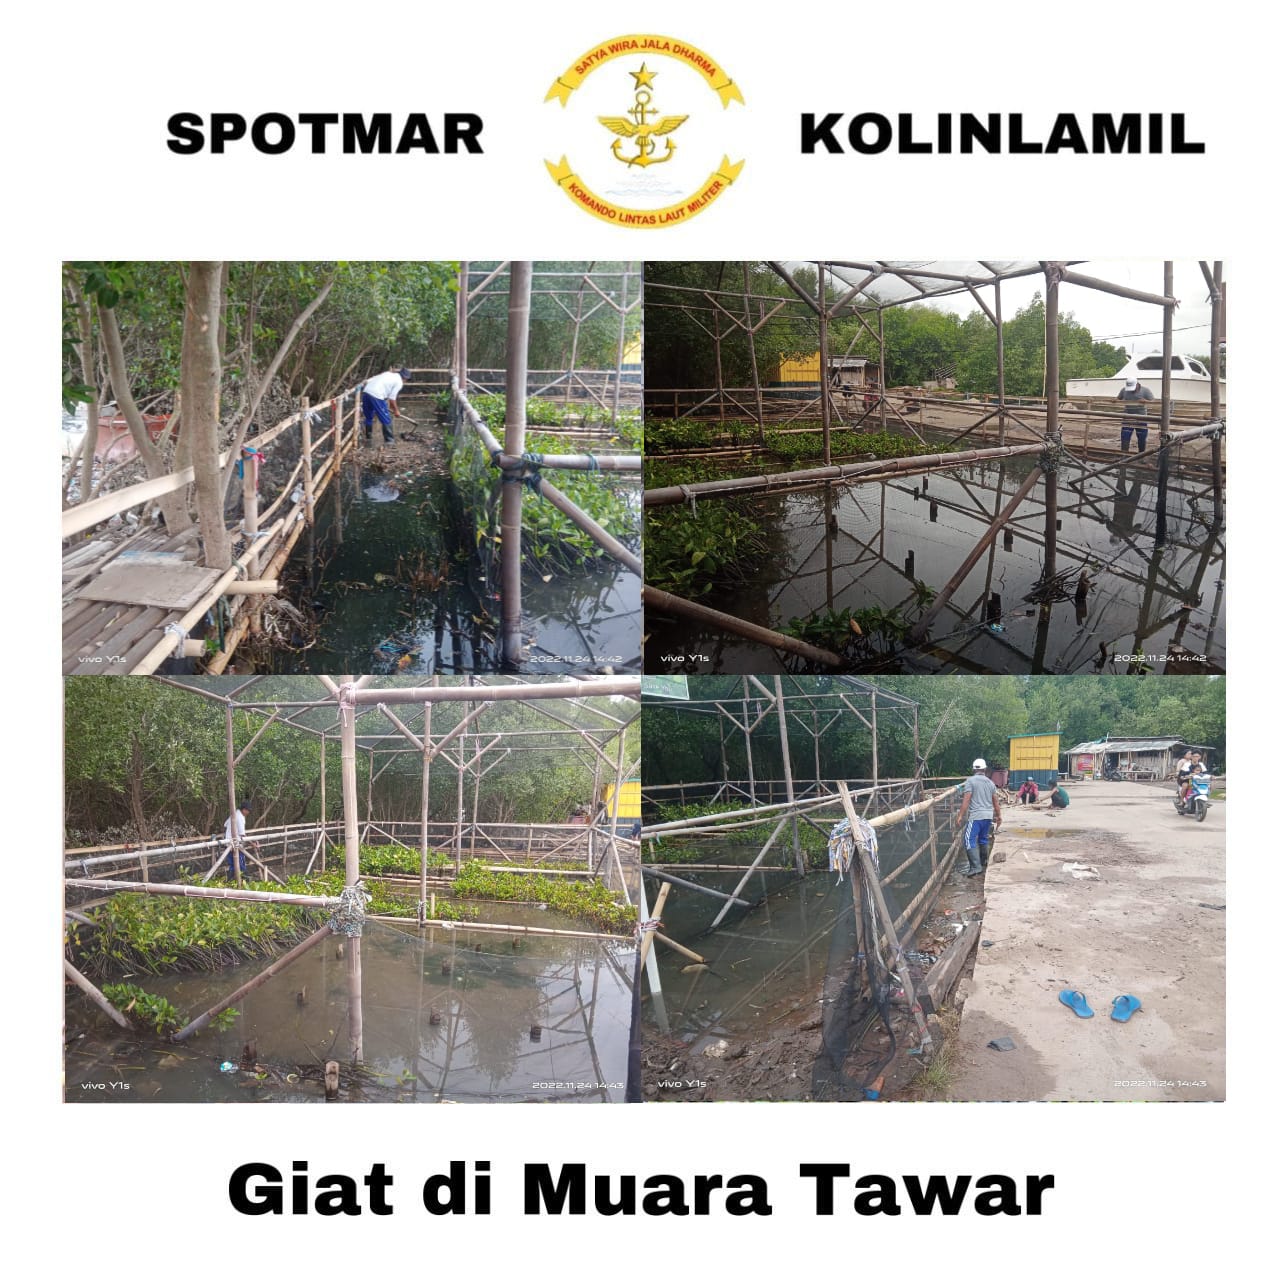 SPOTMAR
SATYA WIRA JALA DHARMA
KOMANDO LINTAS LAUT MILITER
KOLINLAMIL
vivo Y1s
2022.11.24 14:42
vivo Y1s
2022.11.24 14:42
vivo Y1s
2022.11.24 14:43
vivo Y1s
2022.11.24 14:43
Giat di Muara Tawar